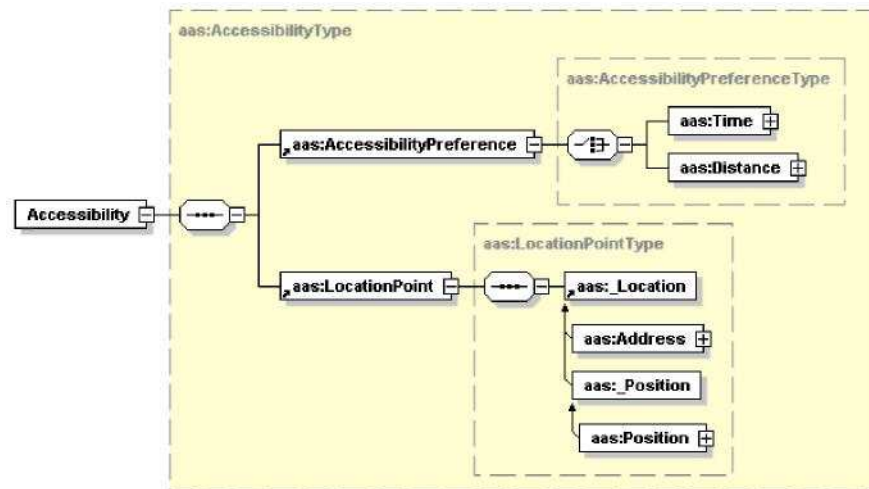 aas:AccessibilityType
aas:AccessibilityPreferenceType
aas:Time
aas:AccessibilityPreference
aas:Distance
Accessibility
aas:LocationPointType
aas:LocationPoint
aas:_Location
aas:Address
aas:_Position
aas:Position